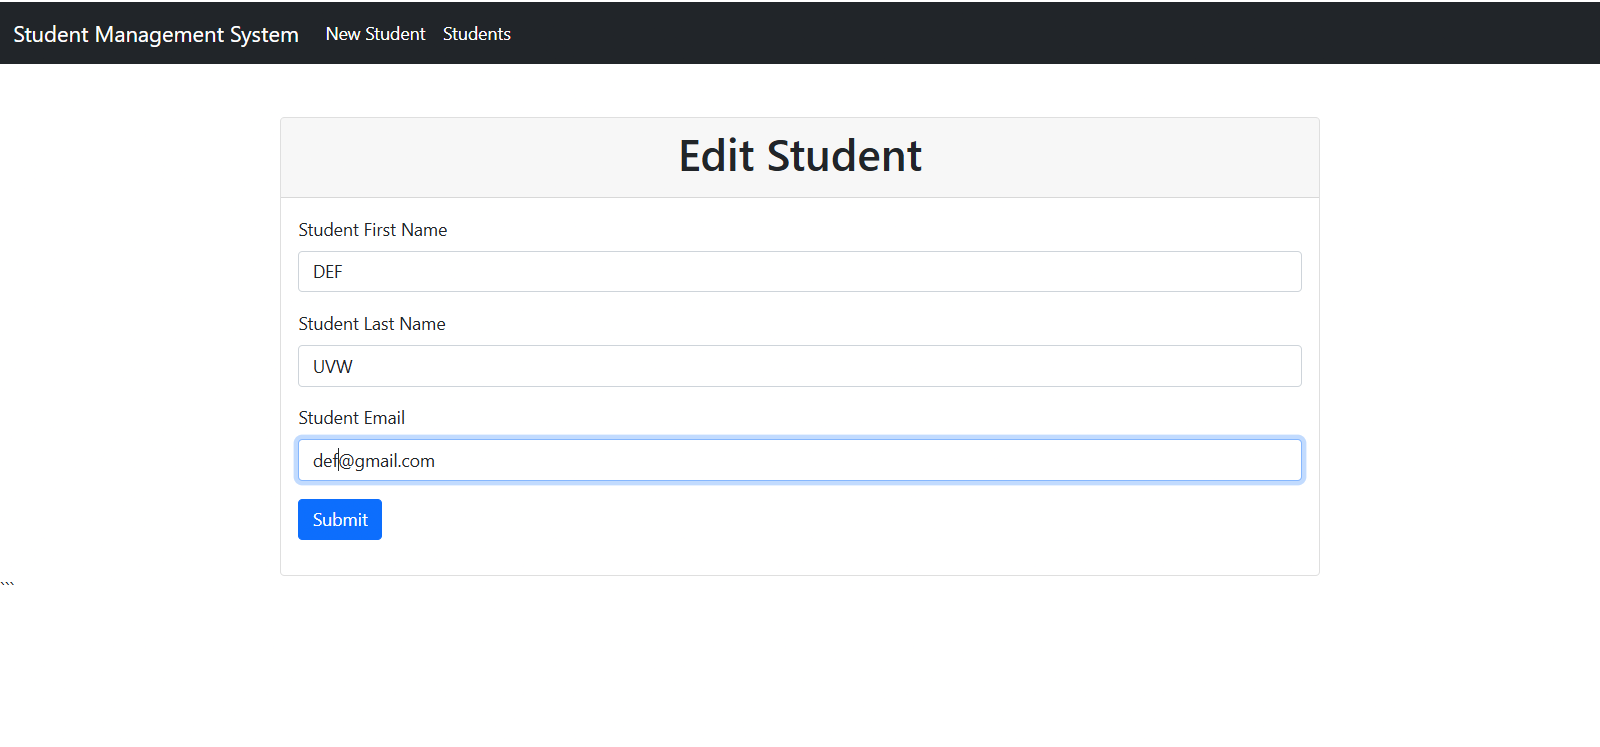 Student Management System New Student Students
Edit Student
Student First Name
DEF
Student Last Name
UVW
Student Email
def@gmail.com
Submit
```